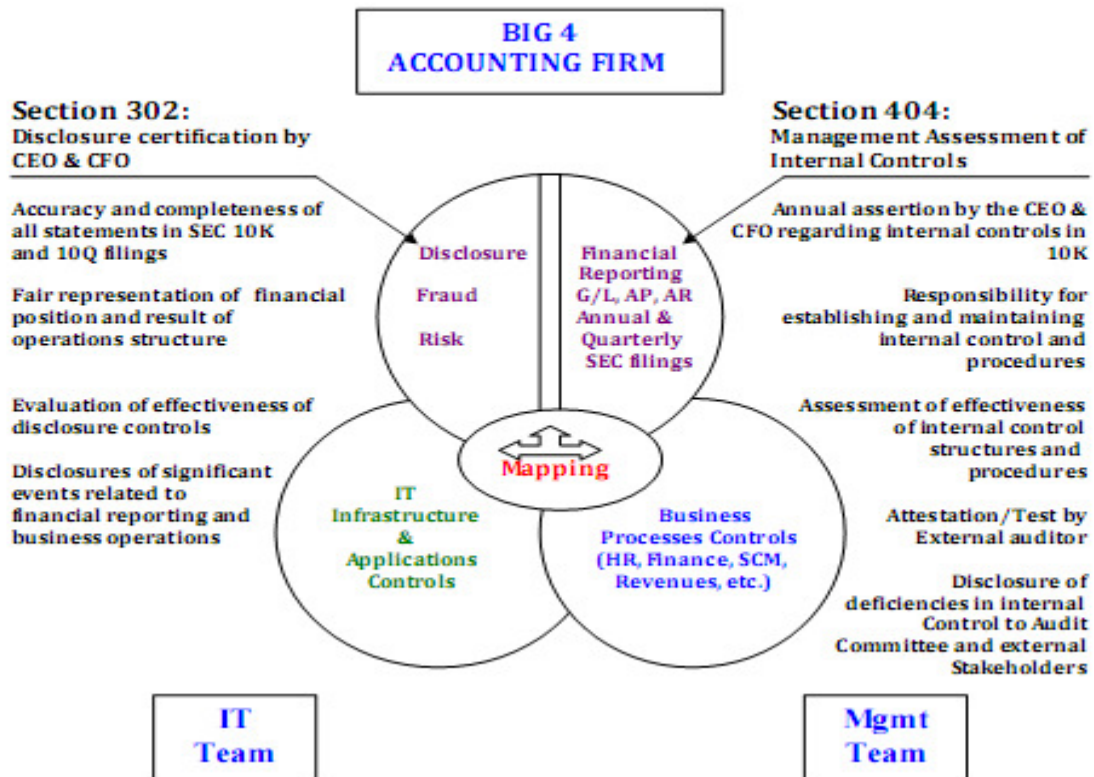 BIG 4
ACCOUNTING FIRM
Section 302:
Disclosure certification by
CEO & CFO
Accuracy and completeness of
all statements in SEC 10K
and 10Q filings
Fair representation of financial
position and result of
operations structure
Evaluation of effectiveness of
disclosure controls
Disclosures of significant
events related to
financial reporting and
business operations
Section 404:
Management Assessment of
Internal Controls
Annual assertion by the CEO &
CFO regarding internal controls in
10K
Responsibility for
establishing and maintaining
internal control and
procedures
Assessment of effectiveness
of internal control
structures and
procedures
Attestation/Test by
External auditor
Disclosure of
deficiencies in internal
Control to Audit
Committee and external
Stakeholders
Disclosure
Fraud
Risk
Financial
Reporting
G/L, AP, AR
Annual &
Quarterly
SEC filings
Mapping
IT
Infrastructure
&
Applications
Controls
Business
Processes Controls
(HR, Finance, SCM,
Revenues, etc.)
IT
Team
Mgmt
Team